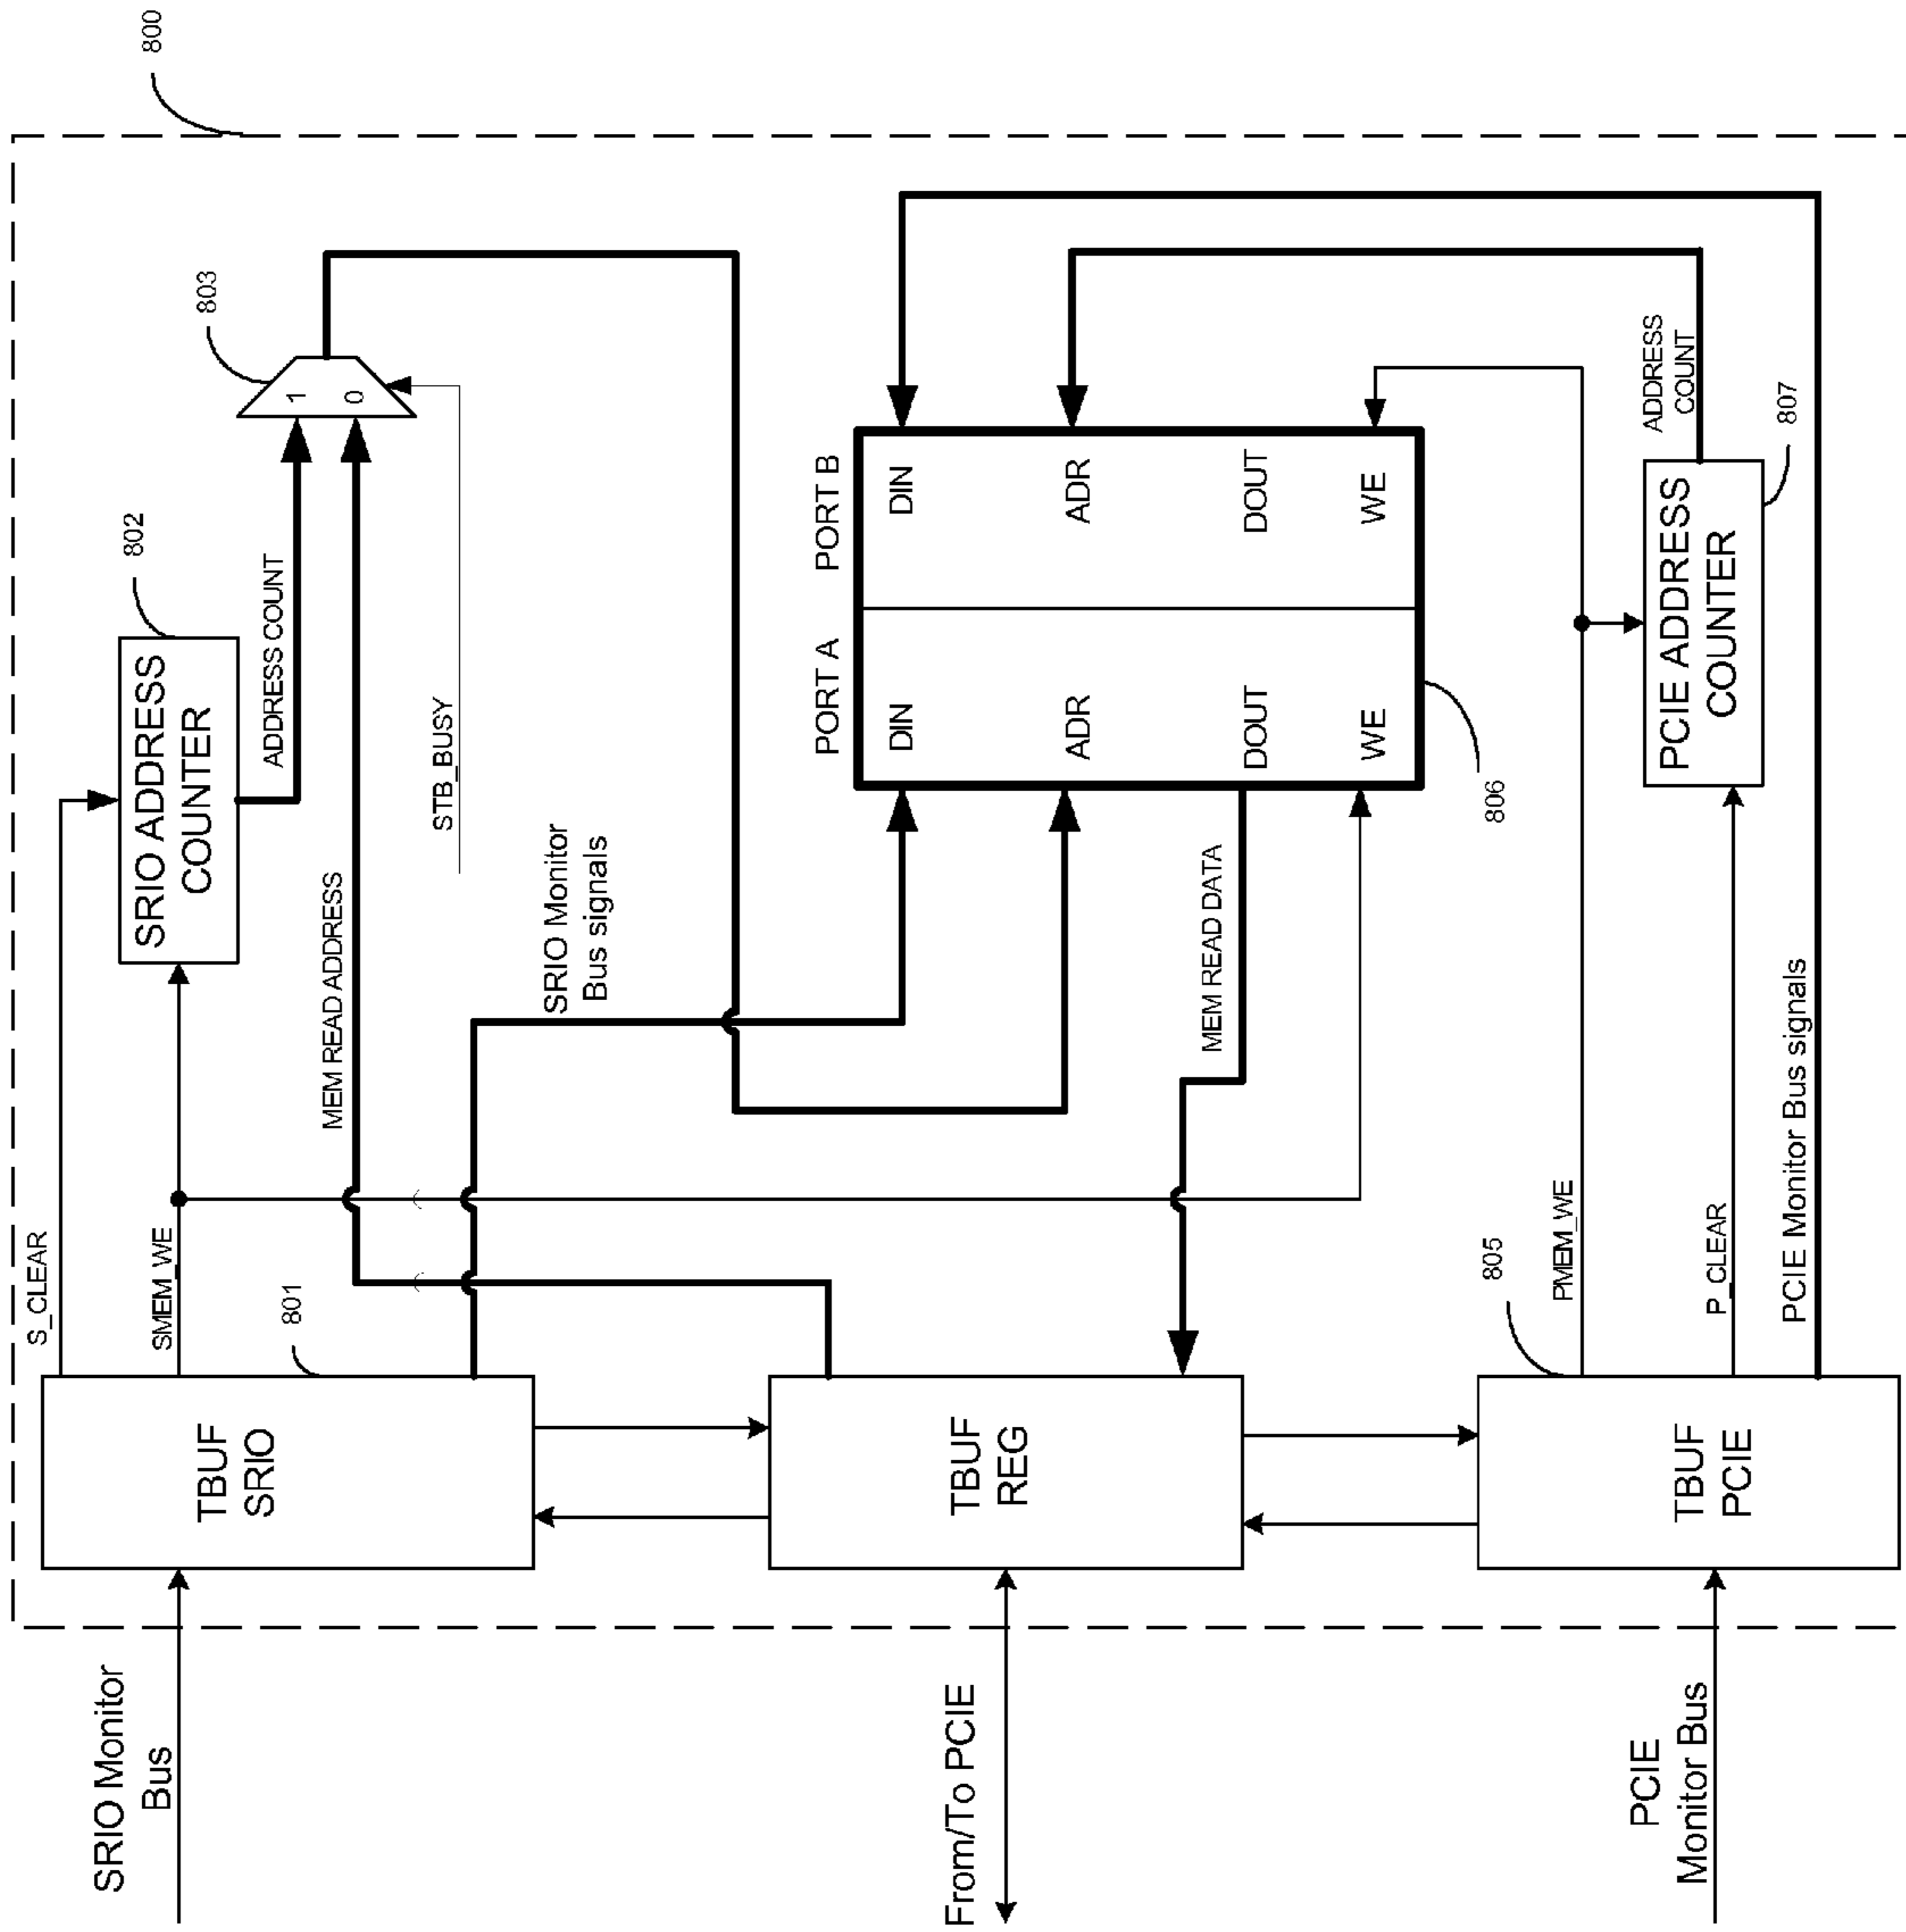 800
SRIO Monitor
Bus
S_CLEAR
SMEM_WE
801
TBUF
SRIO
SRIO ADDRESS
COUNTER
802
ADDRESS COUNT
MEM READ ADDRESS
803
1
0
STB_BUSY
SRIO Monitor
Bus signals
From/To PCIE
TBUF
REG
MEM READ DATA
PORT A
PORT B
DIN
DIN
ADR
ADR
DOUT
DOUT
WE
WE
806
PCIE
Monitor Bus
TBUF
PCIE
805
PMEM_WE
P_CLEAR
PCIE Monitor Bus signals
PCIE ADDRESS
COUNTER
807
ADDRESS
COUNT